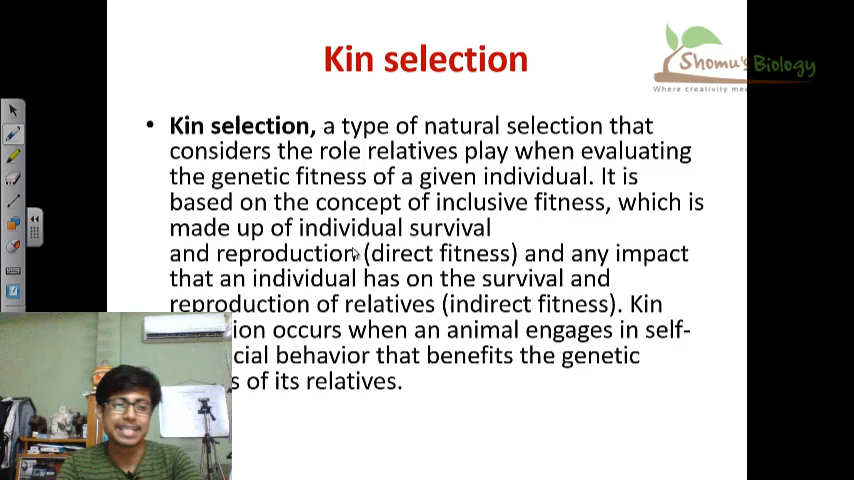 Kin selection
Shomu's Biology
Where creativity me
• Kin selection, a type of natural selection that
considers the role relatives play when evaluating
the genetic fitness of a given individual. It is
based on the concept of inclusive fitness, which is
made up of individual survival
and reproduction (direct fitness) and any impact
that an individual has on the survival and
reproduction of relatives (indirect fitness). Kin
ion occurs when an animal engages in self-
cial behavior that benefits the genetic
s of its relatives.